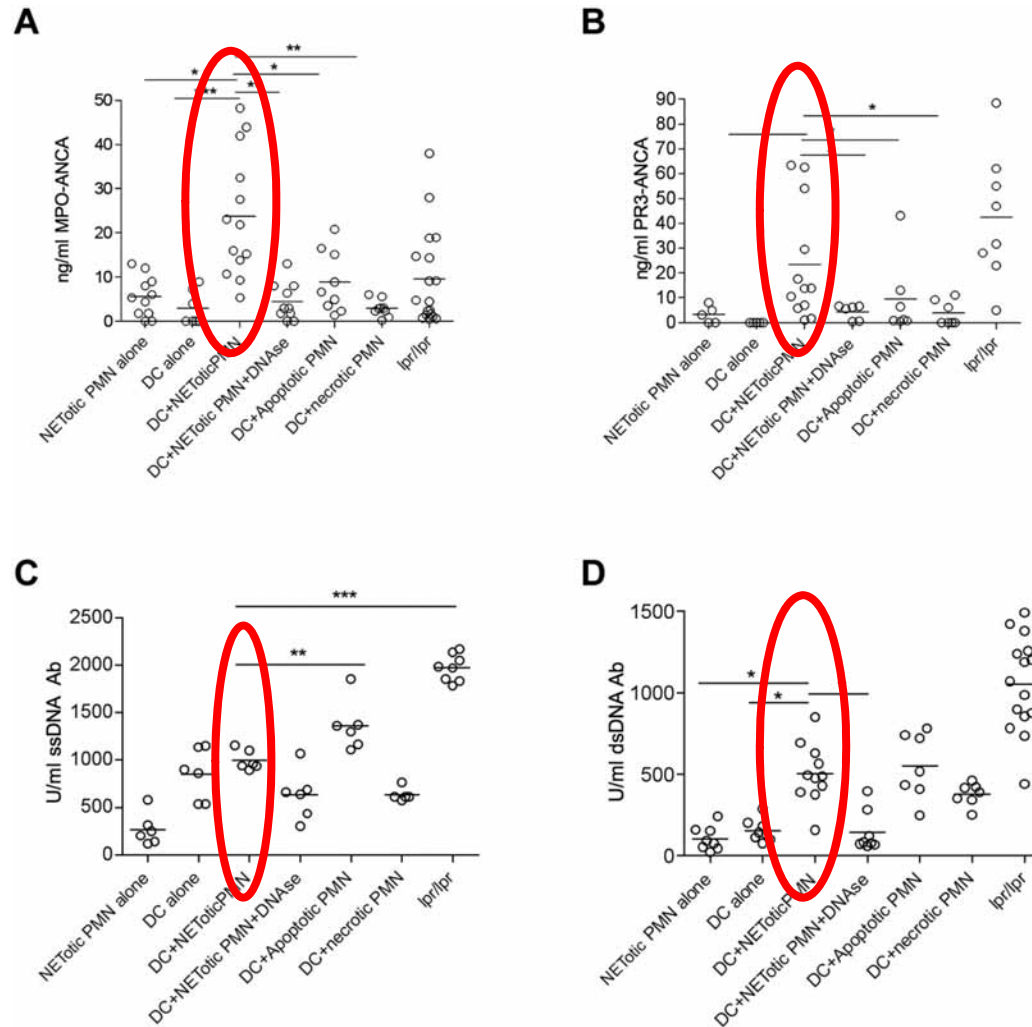 A
**
*
*
*
***
ng/ml MPO-ANCA
50
40
30
20
10
0
NETotic PMN alone
DC alone
DC+NEToticPMN
DC+NETotic PMN+DNAse
DC+Apoptotic PMN
DC+necrotic PMN
lpr/lpr
B
*
ng/ml PR3-ANCA
90
80
70
60
50
40
30
20
10
0
NETotic PMN alone
DC alone
DC+NEToticPMN
DC+NETotic PMN+DNAse
DC+Apoptotic PMN
DC+necrotic PMN
lpr/lpr
C
***
**
U/ml ssDNA Ab
2500
2000
1500
1000
500
0
NETotic PMN alone
DC alone
DC+NEToticPMN
DC+NETotic PMN+DNAse
DC+Apoptotic PMN
DC+necrotic PMN
lpr/lpr
D
*
*
U/ml dsDNA Ab
1500
1000
500
0
NETotic PMN alone
DC alone
DC+NEToticPMN
DC+NETotic PMN+DNAse
DC+Apoptotic PMN
DC+necrotic PMN
lpr/lpr